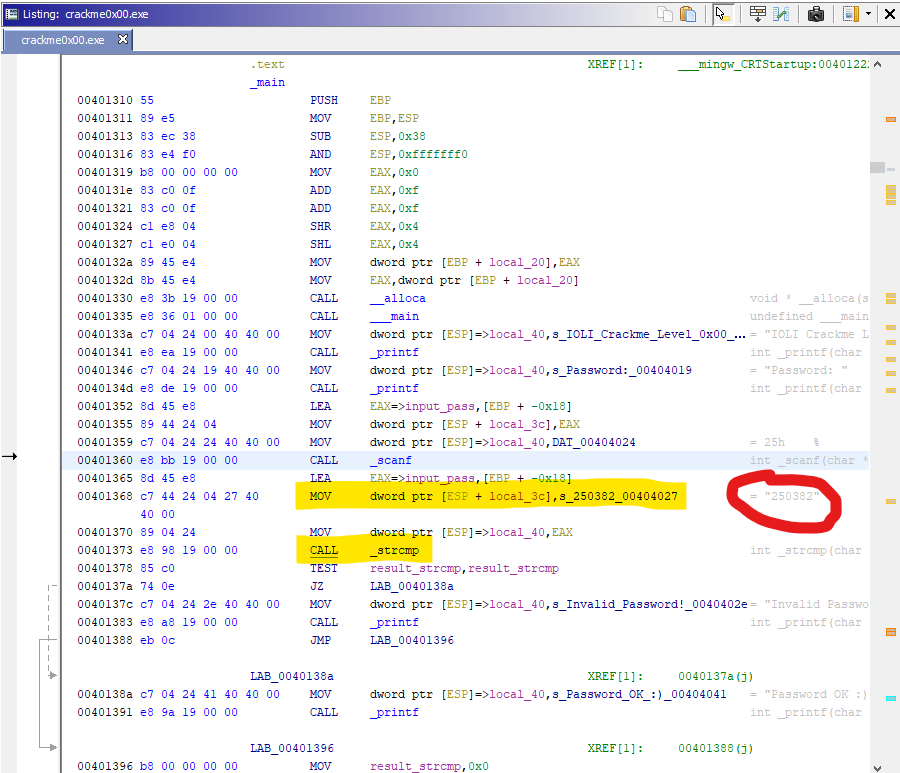 Listing: crackme0x00.exe
crackme0x00.exe
.text XREF[1]: ___mingw_CRTStartup:0040122
_main
00401310 55 PUSH EBP
00401311 89 e5 MOV EBP,ESP
00401313 83 ec 38 SUB ESP,0x38
00401316 83 e4 f0 AND ESP,0xfffffff0
00401319 b8 00 00 00 00 MOV EAX,0x0
0040131e 83 c0 0f ADD EAX,0xf
00401321 83 c0 0f ADD EAX,0xf
00401324 c1 e8 04 SHR EAX,0x4
00401327 c1 e0 04 SHL EAX,0x4
0040132a 89 45 e4 MOV dword ptr [EBP + local_20],EAX
0040132d 8b 45 e4 MOV EAX,dword ptr [EBP + local_20]
00401330 e8 3b 19 00 00 CALL __alloca void * __alloca(s
00401335 e8 36 01 00 00 CALL ___main undefined ___main
0040133a c7 04 24 00 40 40 00 MOV dword ptr [ESP]=>local_40,s_IOLI_Crackme_Level_0x00_... = "IOLI Crackme L
00401341 e8 ea 19 00 00 CALL _printf int _printf(char
00401346 c7 04 24 19 40 40 00 MOV dword ptr [ESP]=>local_40,s_Password:_00404019 = "Password: "
0040134d e8 de 19 00 00 CALL _printf int _printf(char
00401352 8d 45 e8 LEA EAX=>input_pass,[EBP + -0x18]
00401355 89 44 24 04 MOV dword ptr [ESP + local_3c],EAX
00401359 c7 04 24 24 40 40 00 MOV dword ptr [ESP]=>local_40,DAT_00404024 = 25h %
00401360 e8 bb 19 00 00 CALL _scanf int _scanf(char *
00401365 8d 45 e8 LEA EAX=>input_pass,[EBP + -0x18]
00401368 c7 44 24 04 27 40 MOV dword ptr [ESP + local_3c],s_250382_00404027 = "250382"
40 00
00401370 89 04 24 MOV dword ptr [ESP]=>local_40,EAX
00401373 e8 98 19 00 00 CALL _strcmp int _strcmp(char
00401378 85 c0 TEST result_strcmp,result_strcmp
0040137a 74 0e JZ LAB_0040138a
0040137c c7 04 24 2e 40 40 00 MOV dword ptr [ESP]=>local_40,s_Invalid_Password!_0040402e = "Invalid Passwo
00401383 e8 a8 19 00 00 CALL _printf int _printf(char
00401388 eb 0c JMP LAB_00401396
LAB_0040138a XREF[1]: 0040137a(j)
0040138a c7 04 24 41 40 40 00 MOV dword ptr [ESP]=>local_40,s_Password_OK_:)_00404041 = "Password OK :)
00401391 e8 9a 19 00 00 CALL _printf int _printf(char
LAB_00401396 XREF[1]: 00401388(j)
00401396 b8 00 00 00 00 MOV result_strcmp,0x0